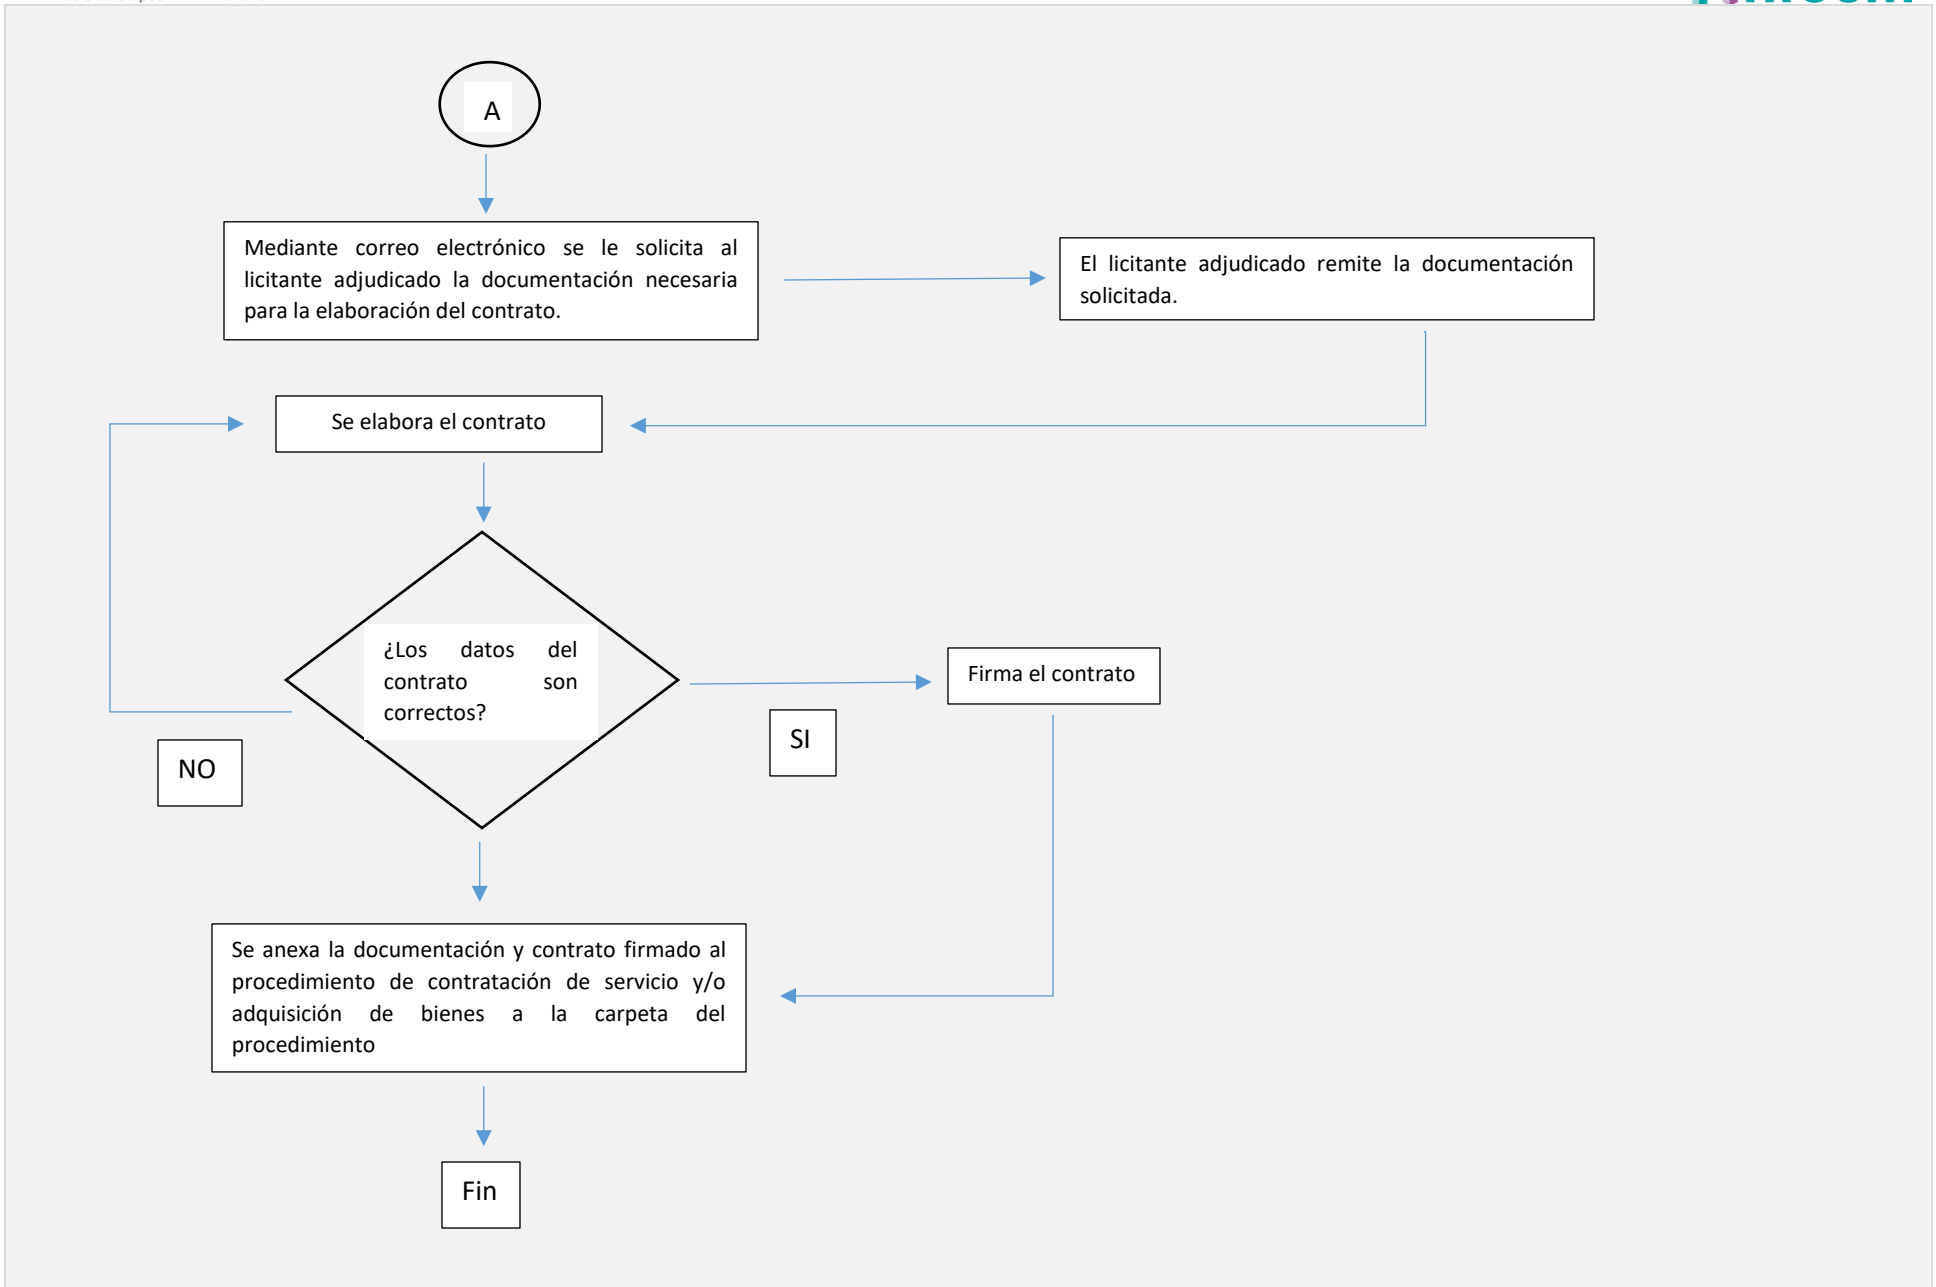 A
Mediante correo electrónico se le solicita al
licitante adjudicado la documentación necesaria
para la elaboración del contrato.
El licitante adjudicado remite la documentación
solicitada.
Se elabora el contrato
¿Los datos del
contrato son
correctos?
Firma el contrato
SI
NO
Se anexa la documentación y contrato firmado al
procedimiento de contratación de servicio y/o
adquisición de bienes a la carpeta del
procedimiento
Fin